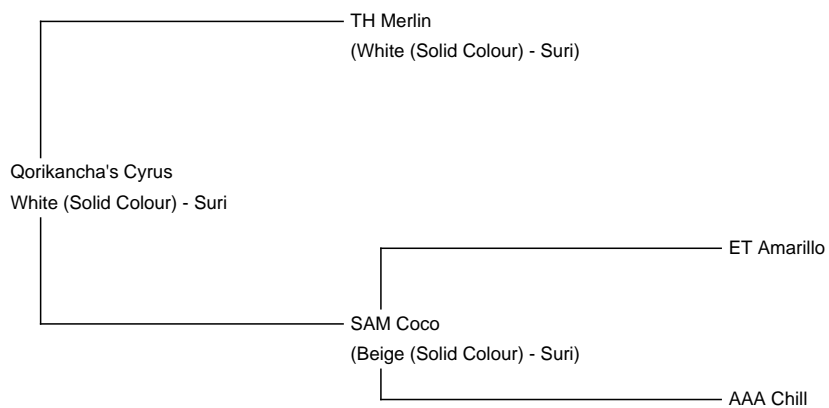 TH Merlin
(White (Solid Colour) - Suri)
Qorikancha's Cyrus
White (Solid Colour) - Suri
ET Amarillo
SAM Coco
(Beige (Solid Colour) - Suri)
AAA Chill